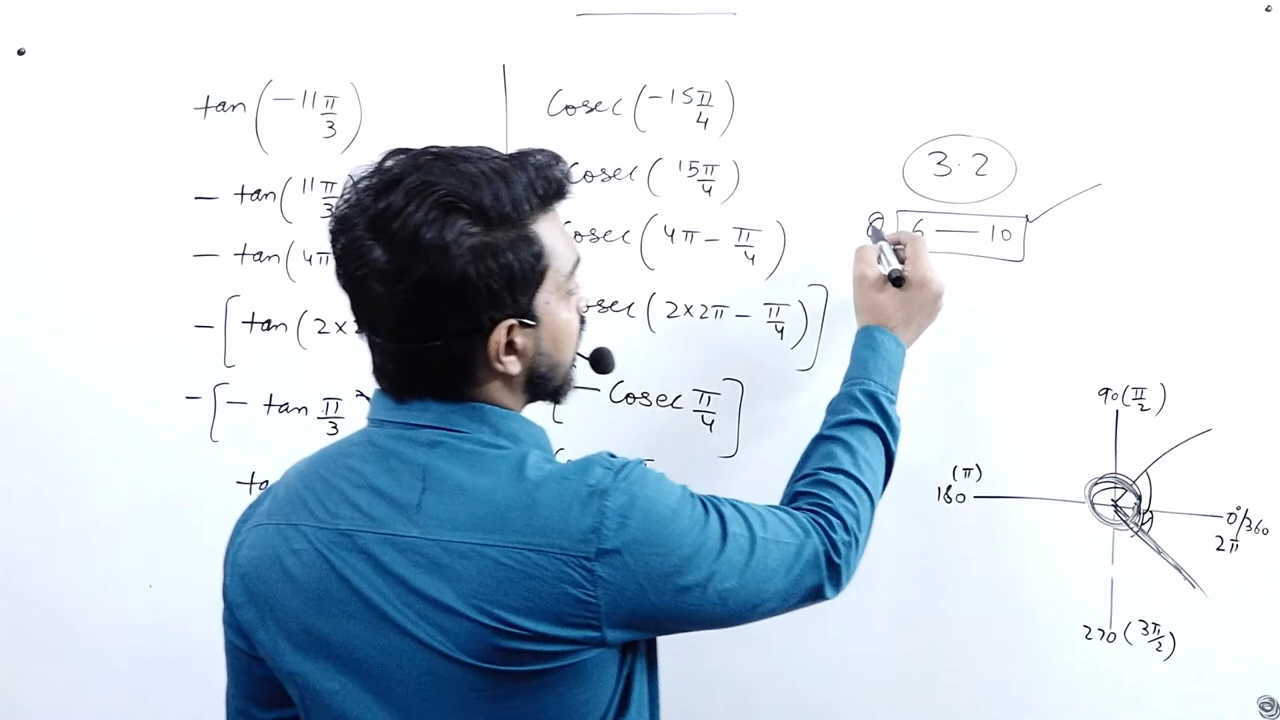 tan(-11π/3)
- tan(11π/3
- tan(4π
- [tan(2×
- [- tan π/3
Cosec(-15π/4)
Cosec(15π/4)
Cosec(4π - π/4)
(2×2π - π/4)]
- Cosec π/4]
3.2
6 — 10
90(π/2)
(π)
180
0°/360
2π
270(3π/2)